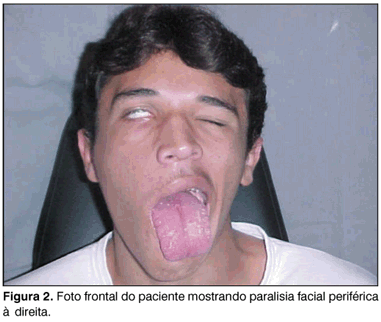 Figura 2. Foto frontal do paciente mostrando paralisia facial periférica
à direita.